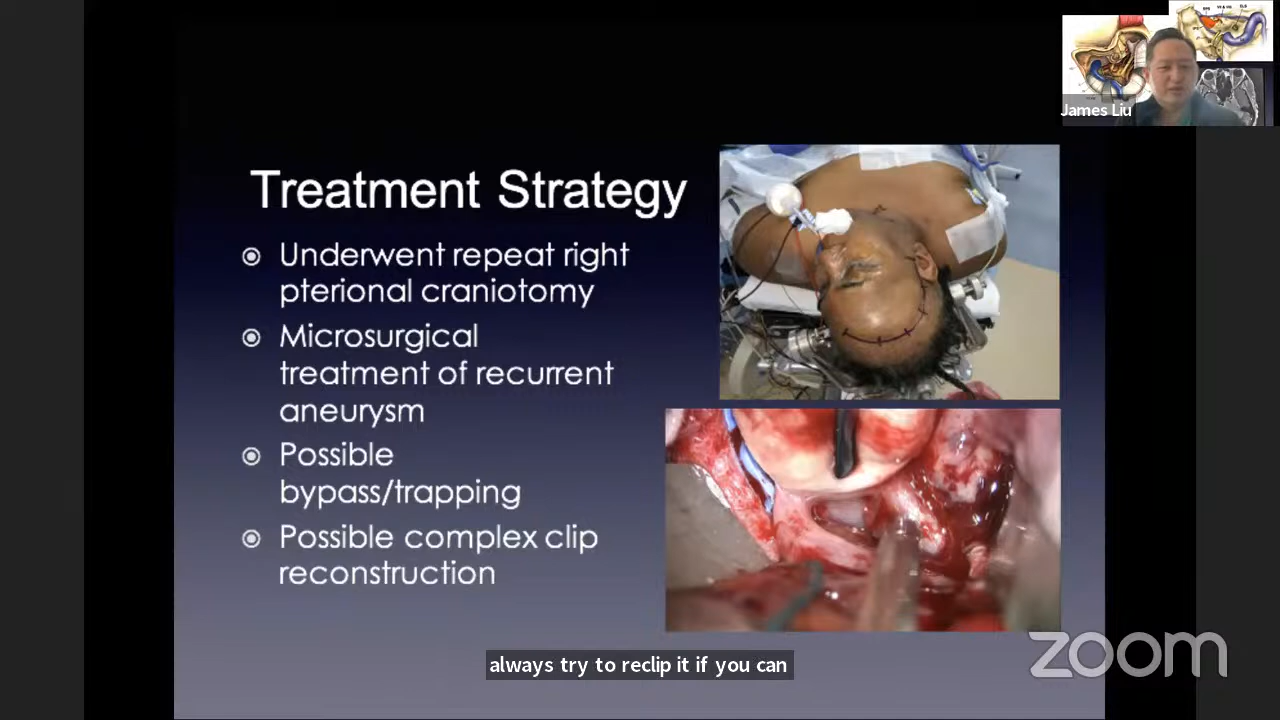 James Liu
Treatment Strategy
Underwent repeat right
pterional craniotomy
Microsurgical
treatment of recurrent
aneurysm
Possible
bypass/trapping
Possible complex clip
reconstruction
always try to reclip it if you can
zoom